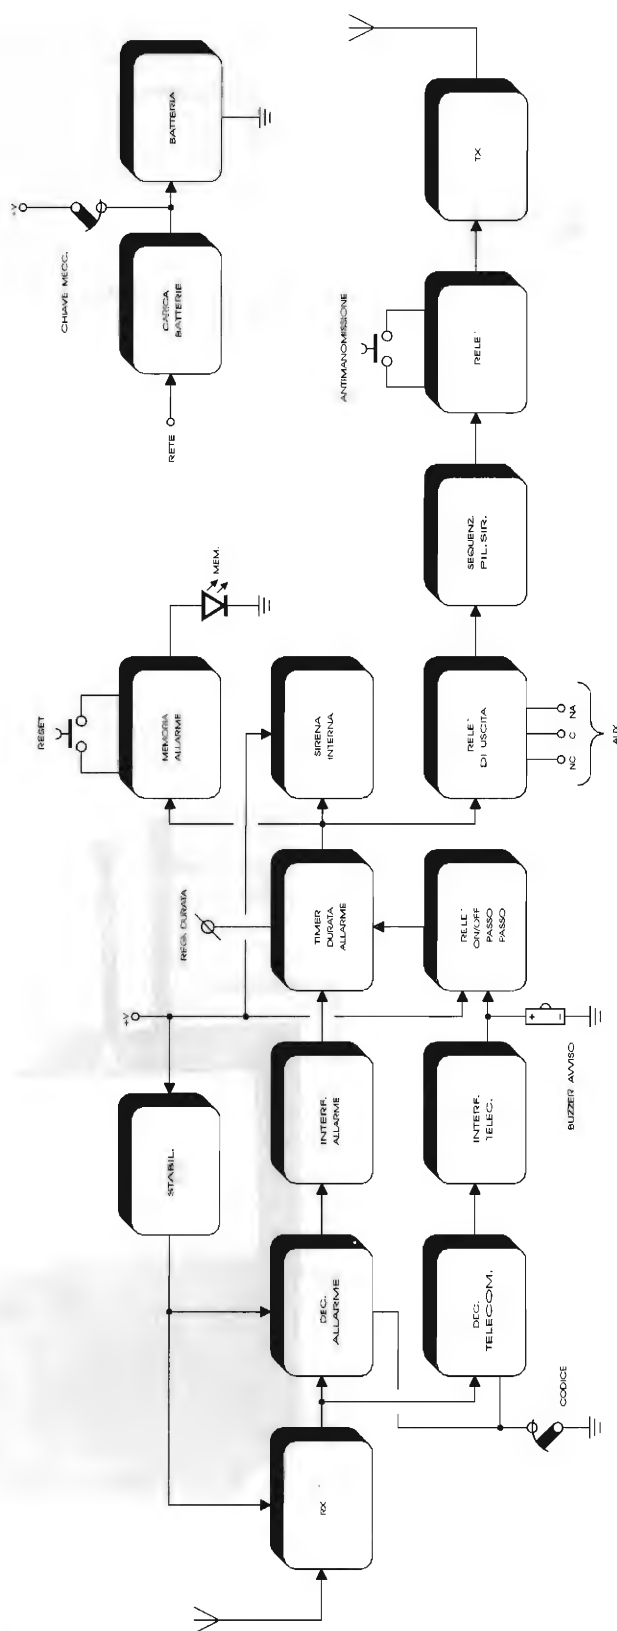 RX
DEC.
ALLARME
DEC.
TELECOM.
CODICE
STABIL.
INTERF.
ALLARME
INTERF.
TELEC.
BUZZER AVVISO
+
-
+V
REG. DURATA
TIMER
DURATA
ALLARME
RELE'
ON/OFF
PASSO
PASSO
RESET
MEMORIA
ALLARME
MEM.
SIRENA
INTERNA
RELE'
DI USCITA
NC
C
NA
AUX
SEQUENZ.
PIL. SIR.
ANTIMANOMISSIONE
RELE'
TX
RETE
CARICA
BATTERIE
CHIAVE MECC.
+V
BATTERIA